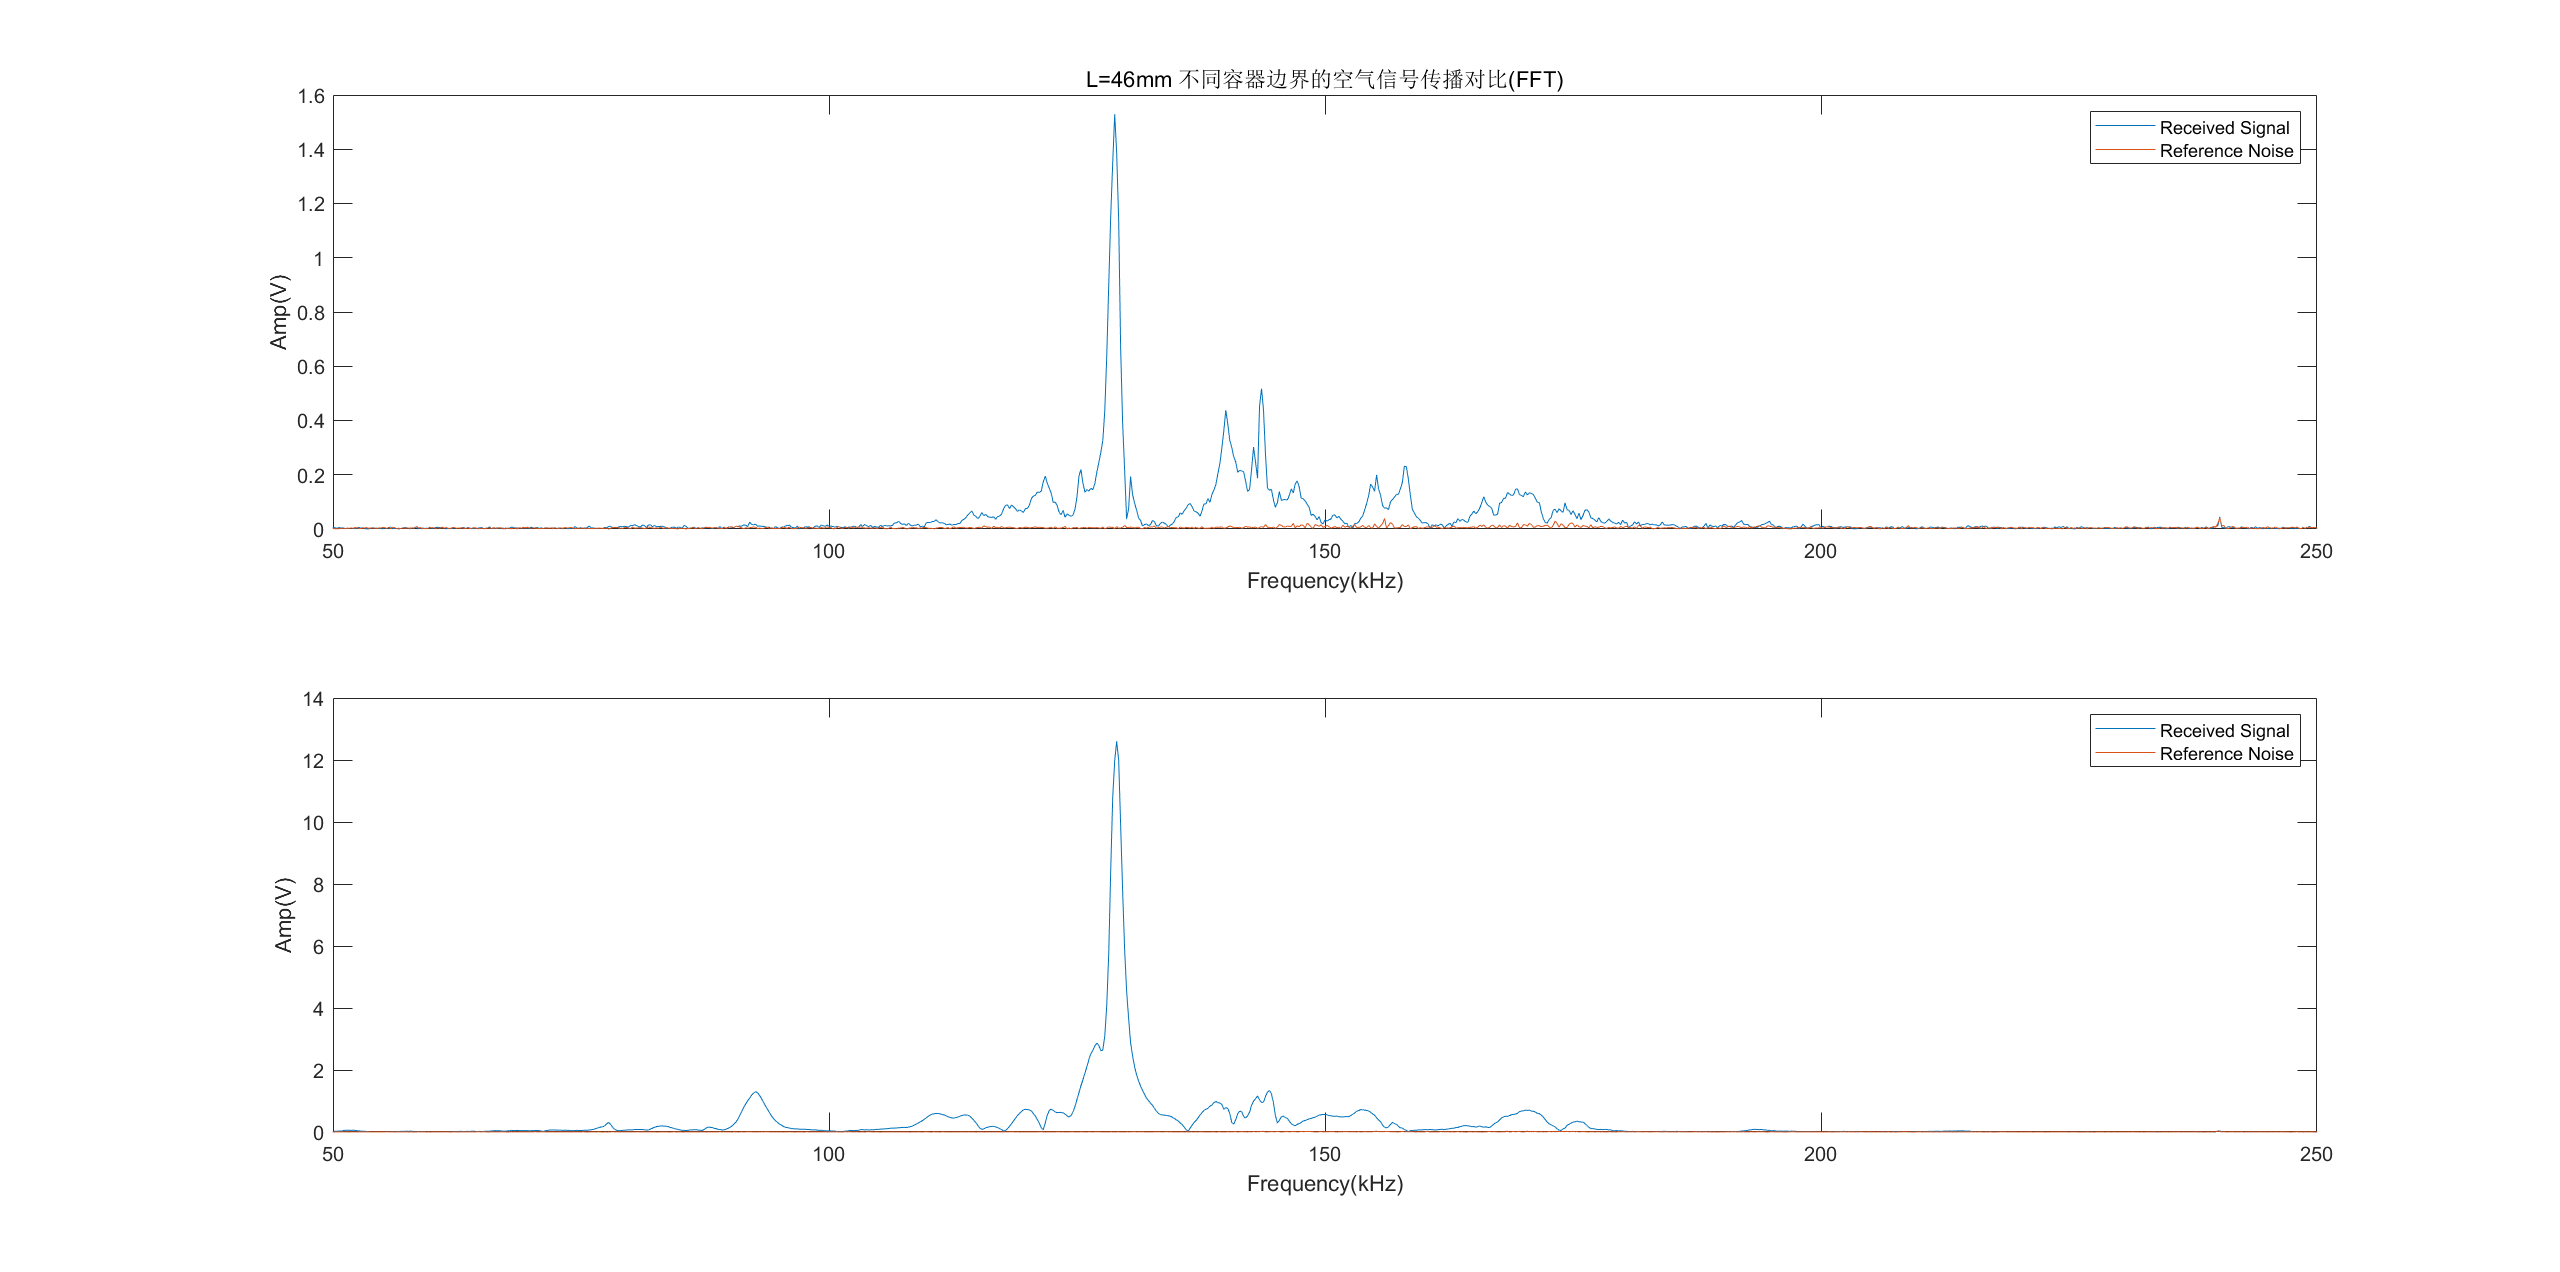 L=46mm 不同容器边界的空气信号传播对比(FFT)
1.6
1.4
1.2
1
0.8
0.6
0.4
0.2
0
Amp(V)
Received Signal
Reference Noise
50 100 150 200 250
Frequency(kHz)
14
12
10
8
6
4
2
0
Amp(V)
Received Signal
Reference Noise
50 100 150 200 250
Frequency(kHz)